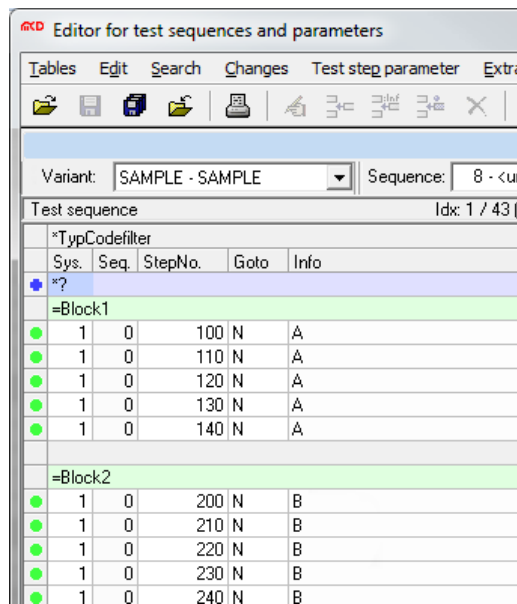 MCD Editor for test sequences and parameters
Tables Edit Search Changes Test step parameter Extra
Variant: SAMPLE - SAMPLE Sequence: 8 - <u
Test sequence Idx: 1 / 43 (
*TypCodefilter
Sys. Seq. StepNo. Goto Info
*?
=Block1
1 0 100 N A
1 0 110 N A
1 0 120 N A
1 0 130 N A
1 0 140 N A
=Block2
1 0 200 N B
1 0 210 N B
1 0 220 N B
1 0 230 N B
1 0 240 N B